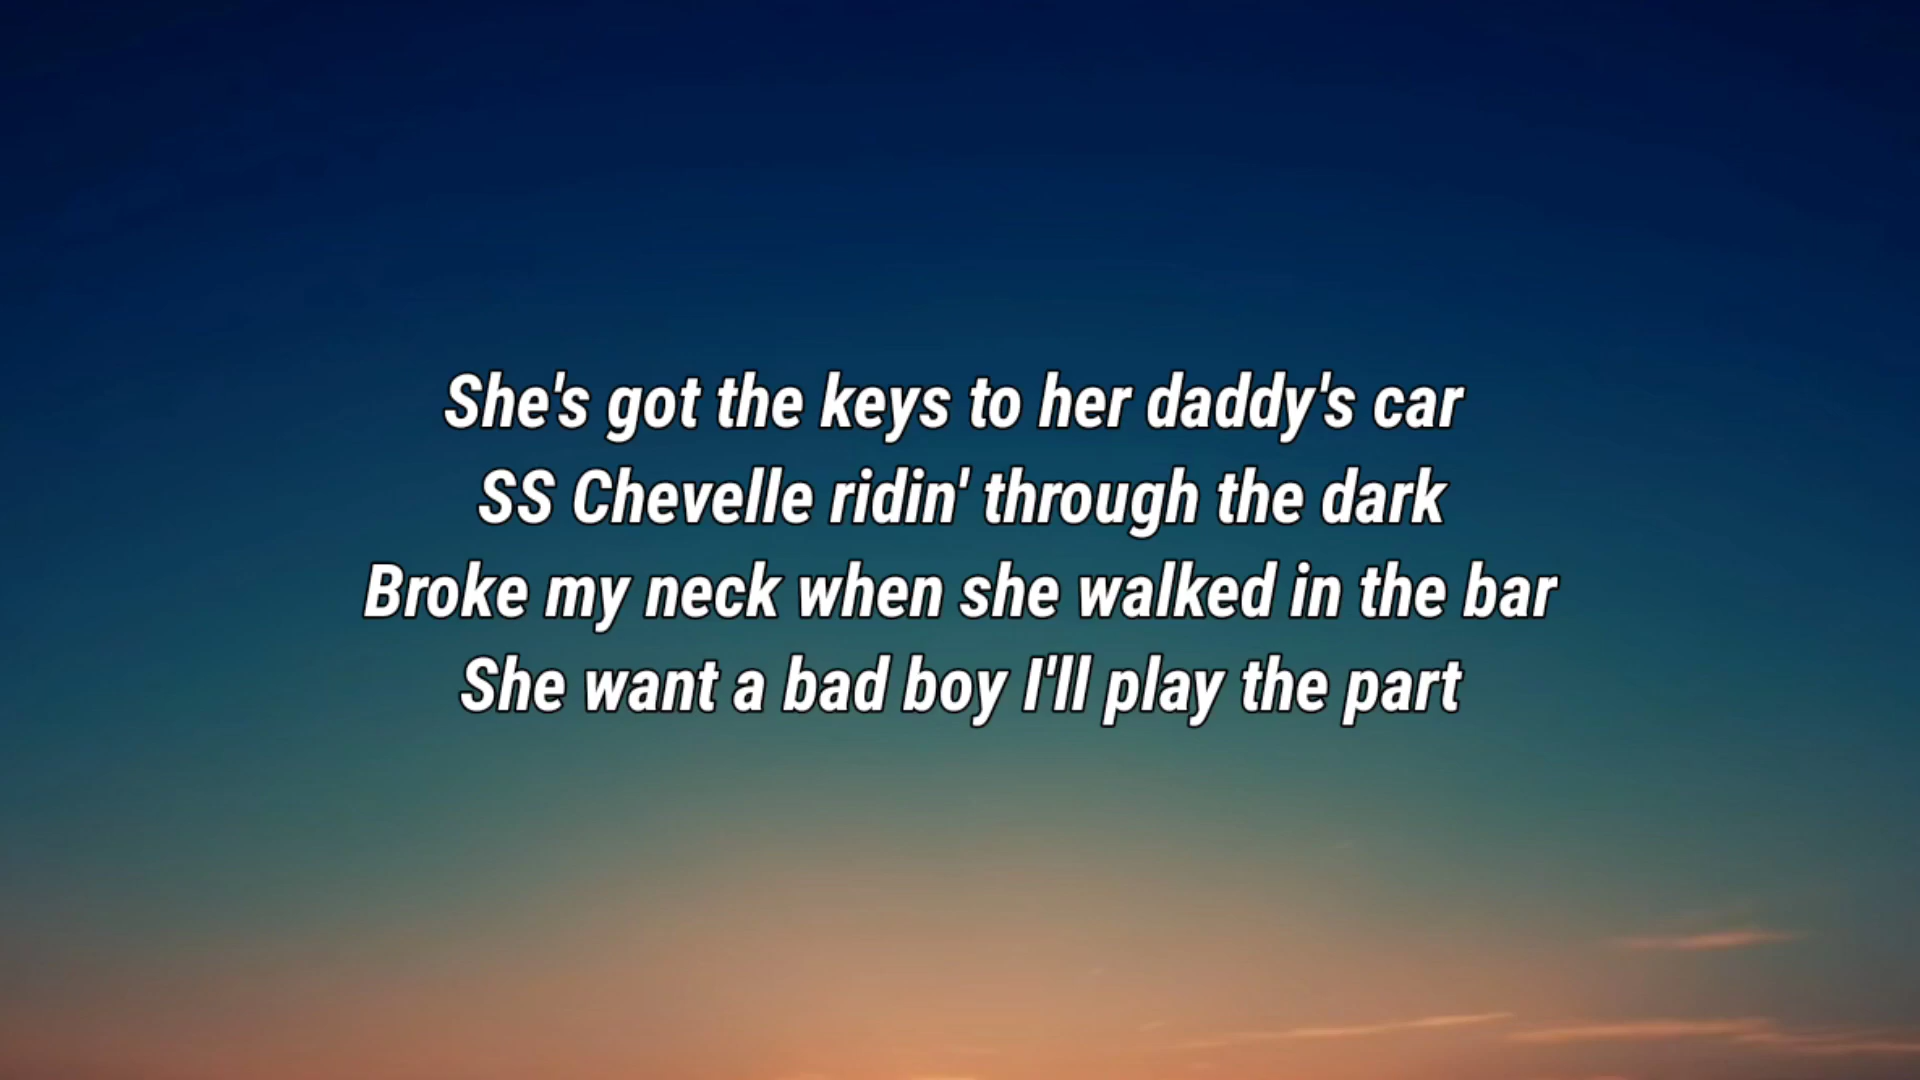 She's got the keys to her daddy's car
SS Chevelle ridin' through the dark
Broke my neck when she walked in the bar
She want a bad boy I'll play the part